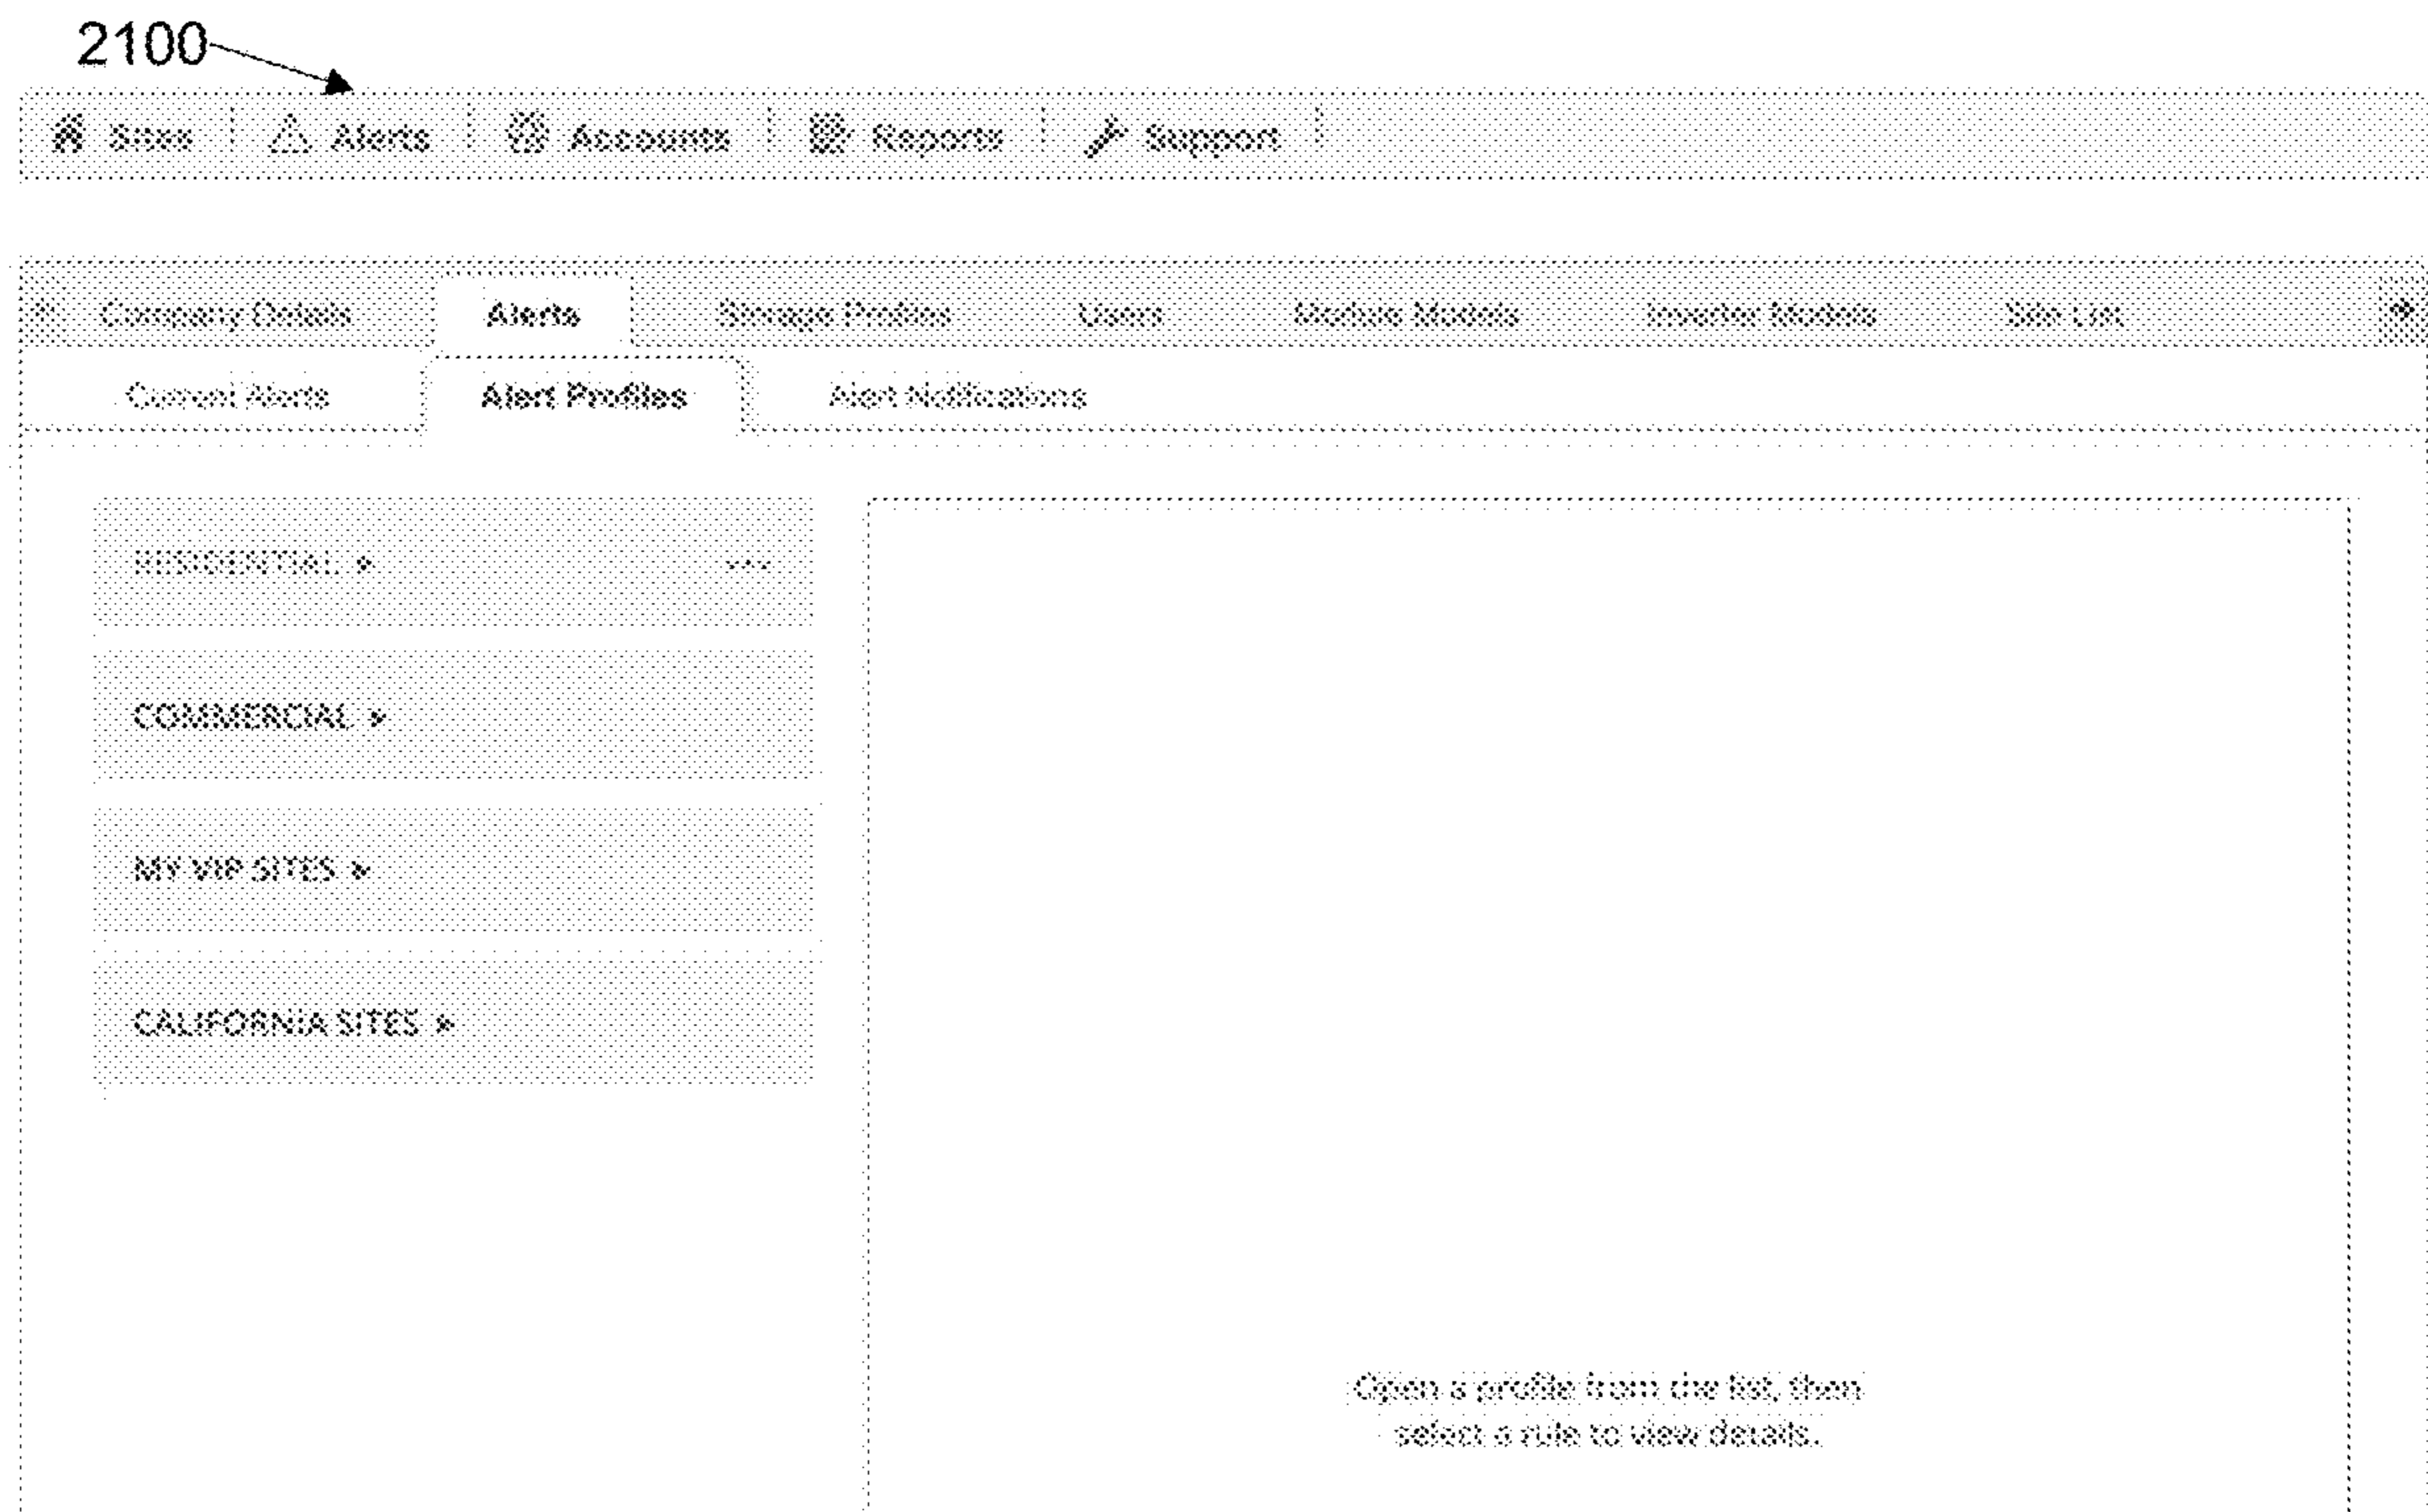 2100
Sites Alerts Accounts Reports Support
Company Details Alerts Storage Profiles Users Module Models Inverter Models Site List
Current Alerts Alert Profiles Alert Notifications
RESIDENTIAL
COMMERCIAL
MY VIP SITES
CALIFORNIA SITES
Open a profile from the list, then
select a rule to view details.